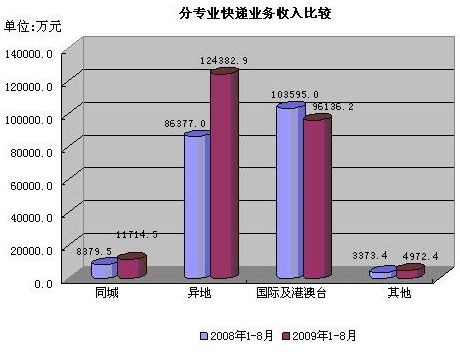 分专业快递业务收入比较
单位:万元
140000.0
120000.0
100000.0
80000.0
60000.0
40000.0
20000.0
0.0
8379.5
11714.5
86377.0
124382.9
103595.0
96136.2
3373.4
4972.4
同城
异地
国际及港澳台
其他
2008年1-8月
2009年1-8月